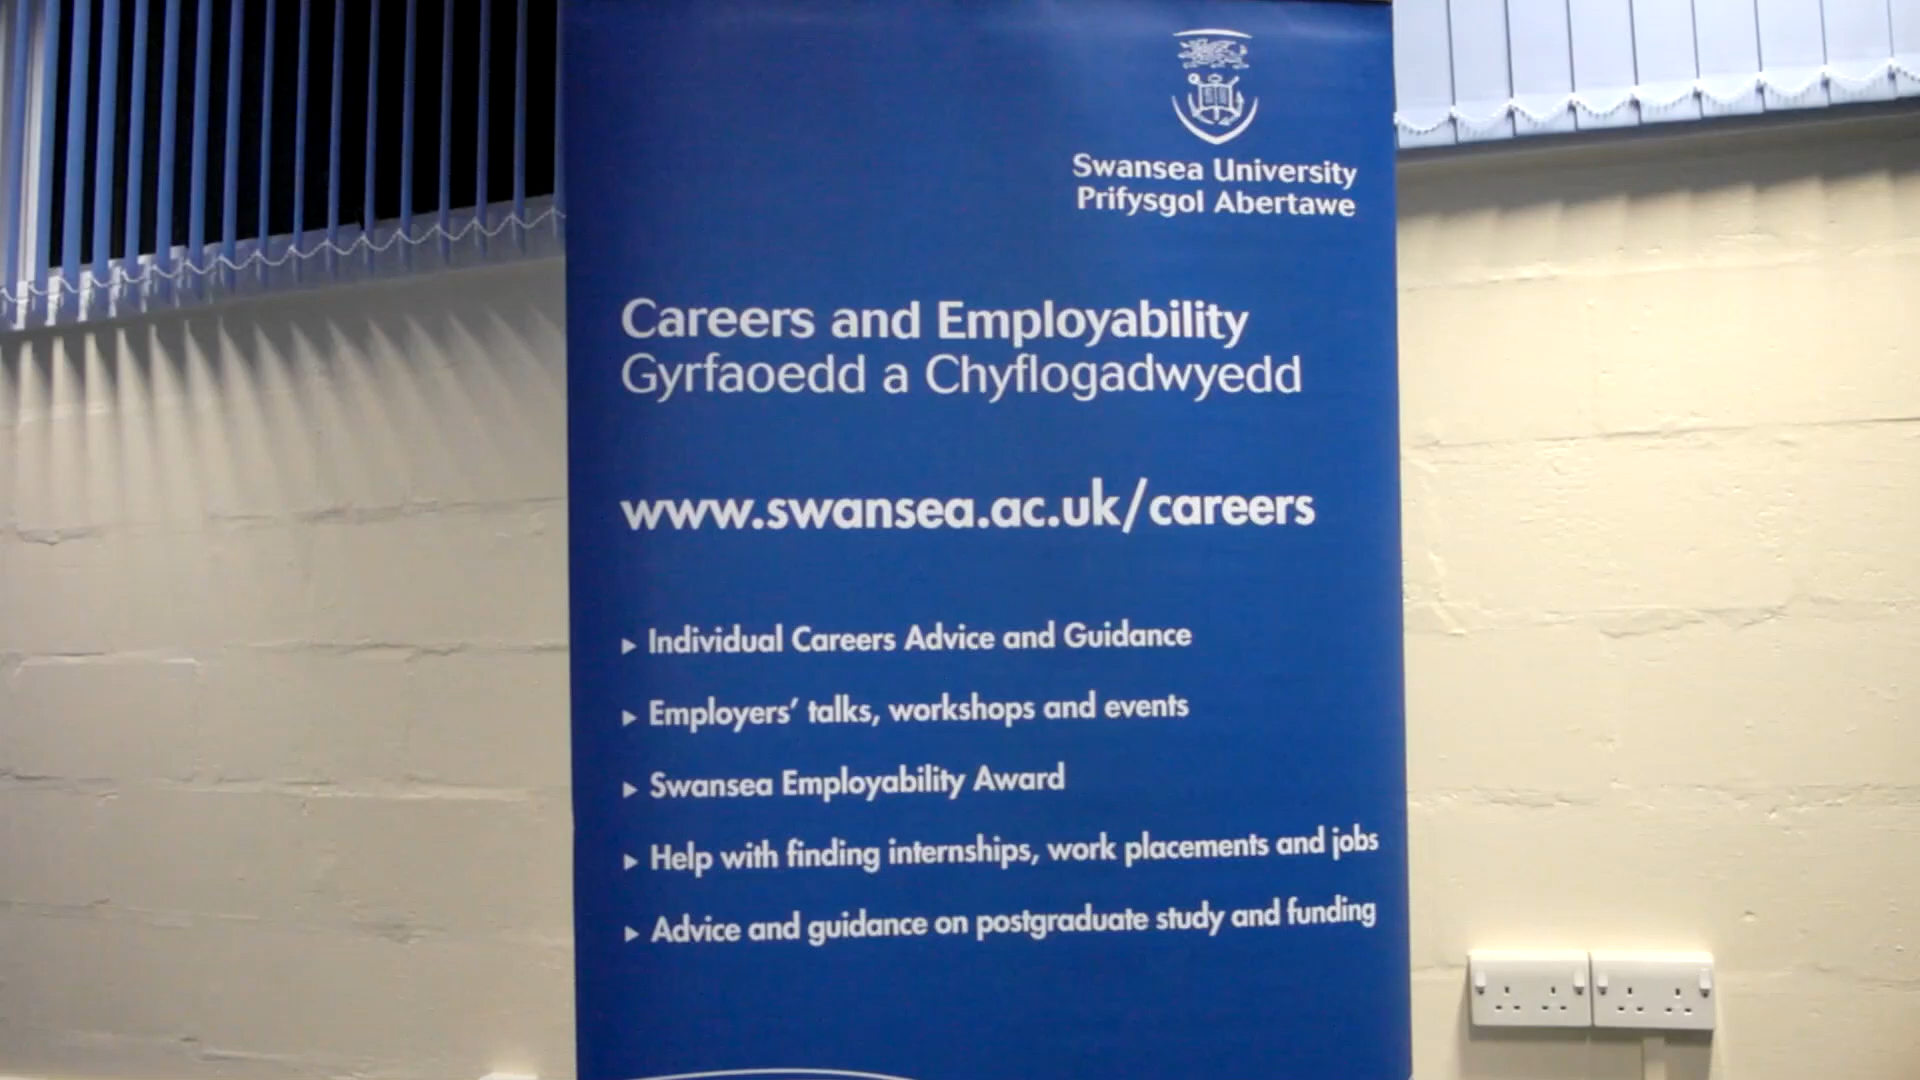 Swansea University
Prifysgol Abertawe
Careers and Employability
Gyrfaoedd a Chyflogadwyedd
www.swansea.ac.uk/careers
▸ Individual Careers Advice and Guidance
▸ Employers’ talks, workshops and events
▸ Swansea Employability Award
▸ Help with finding internships, work placements and jobs
▸ Advice and guidance on postgraduate study and funding